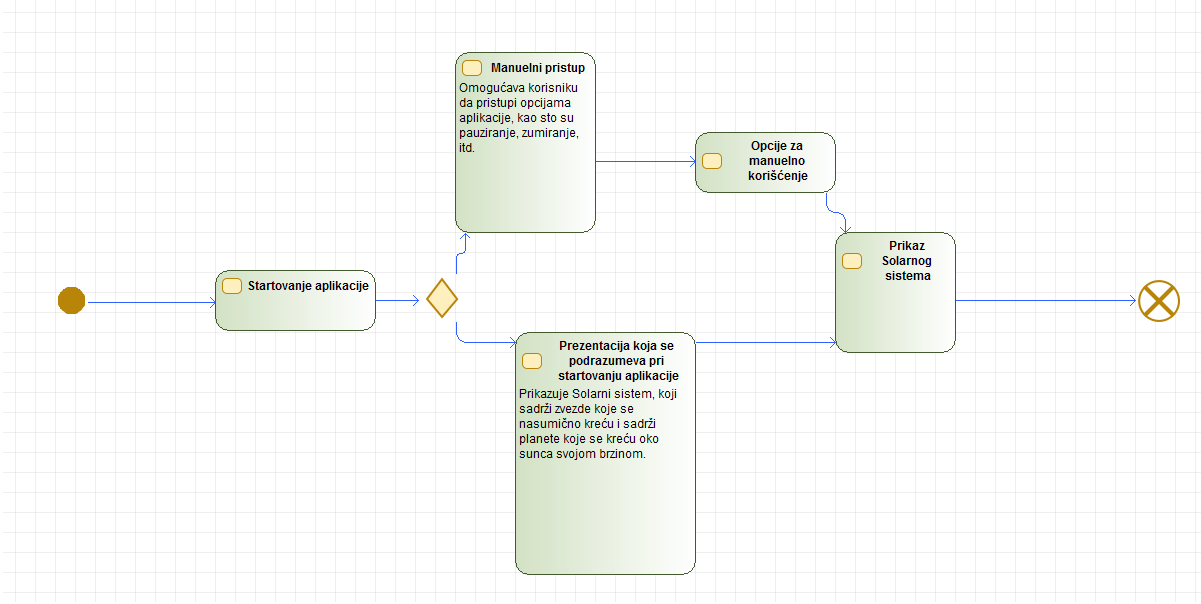 Manuelni pristup
Omogućava korisniku
da pristupi opcijama
aplikacije, kao sto su
pauziranje, zumiranje,
itd.
Opcije za
manuelno
korišćenje
Prikaz
Solarnog
sistema
Startovanje aplikacije
Prezentacija koja se
podrazumeva pri
startovanju aplikacije
Prikazuje Solarni sistem, koji
sadrži zvezde koje se
nasumično kreću i sadrži
planete koje se kreću oko
sunca svojom brzinom.